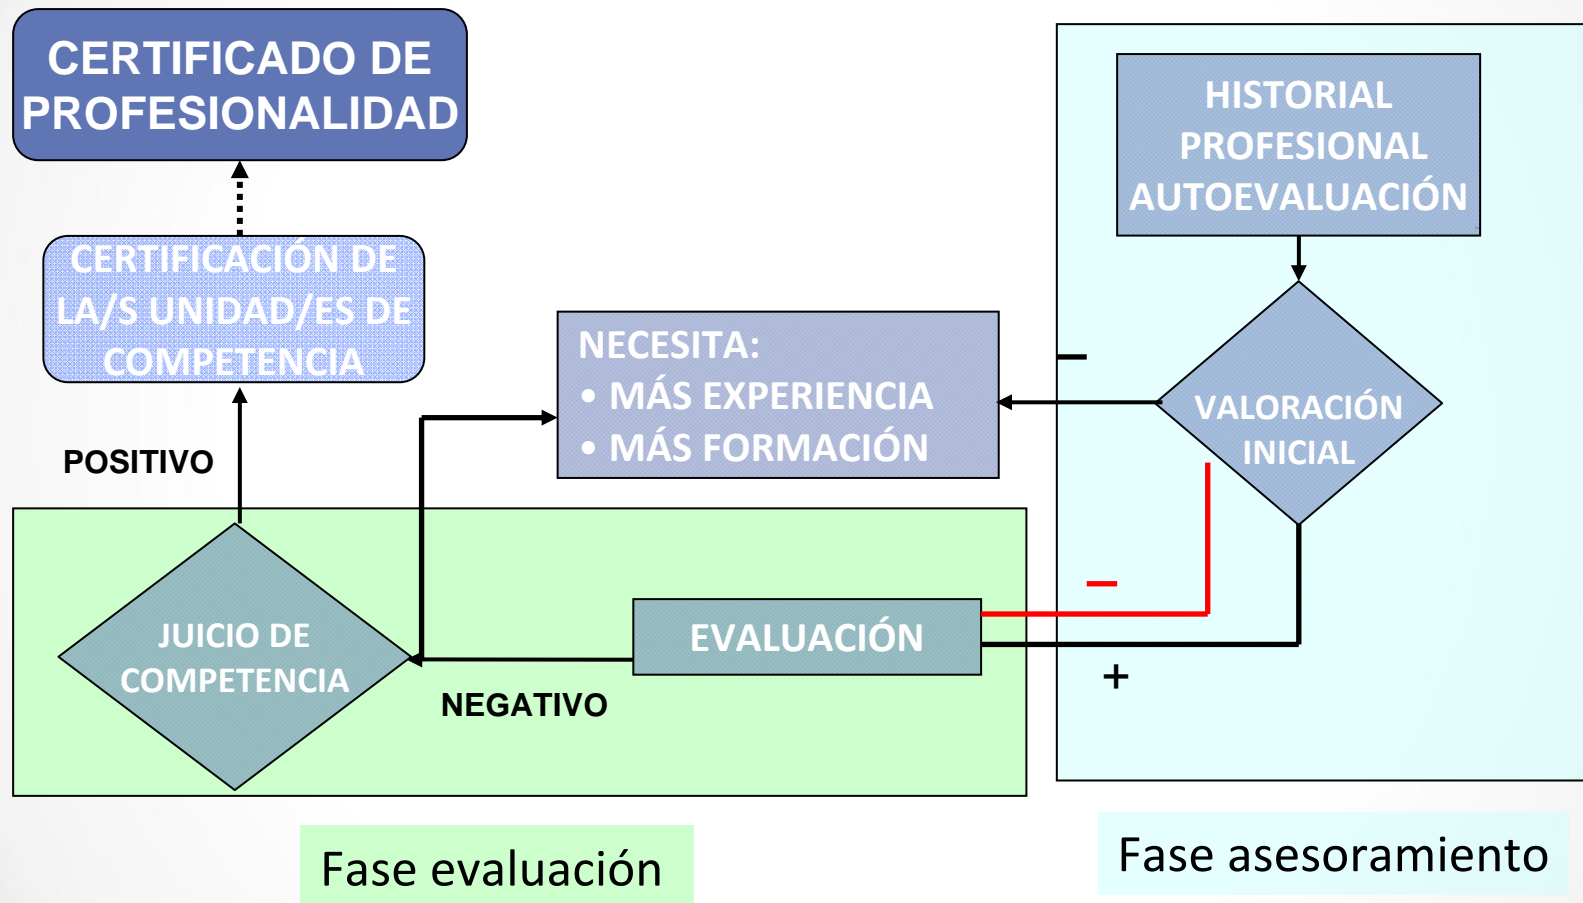 CERTIFICADO DE
PROFESIONALIDAD
HISTORIAL
PROFESIONAL
AUTOEVALUACIÓN
CERTIFICACIÓN DE
LA/S UNIDAD/ES DE
COMPETENCIA
NECESITA:
• MÁS EXPERIENCIA
• MÁS FORMACIÓN
–
VALORACIÓN
INICIAL
POSITIVO
JUICIO DE
COMPETENCIA
EVALUACIÓN
–
+
NEGATIVO
Fase evaluación
Fase asesoramiento